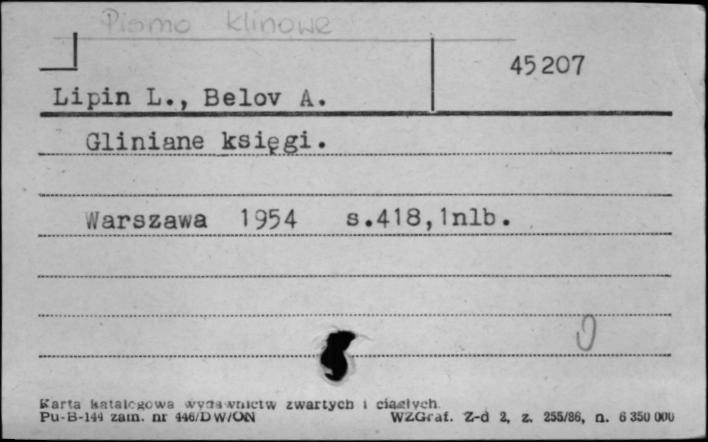 Pismo klinowe
45207
Lipin L., Belov A.
Gliniane księgi.
Warszawa 1954 s.418,1nlb.
Karta katalogowa wydawnictw zwartych i ciągłych.
Pu-B-144 zam. nr 446/DW/ON WZGraf. Z-d 2, z. 255/86, n. 6 350 000